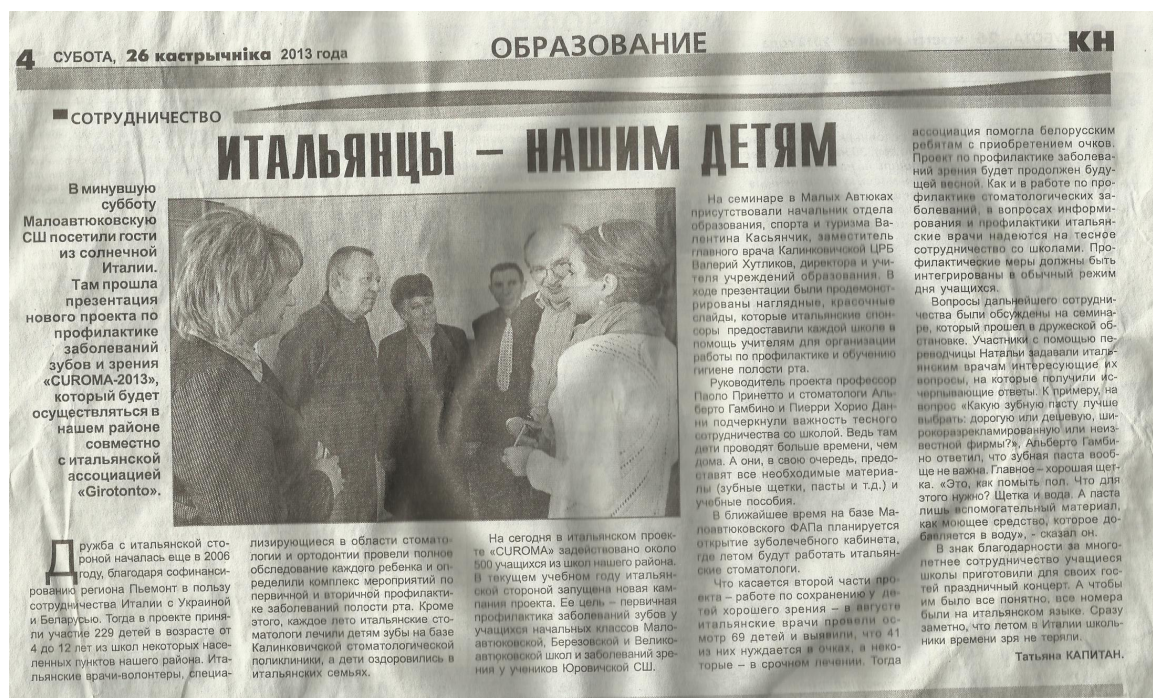 4 СУБОТА, 26 кастрычніка 2013 года
ОБРАЗОВАНИЕ
КН
СОТРУДНИЧЕСТВО
ИТАЛЬЯНЦЫ – НАШИМ ДЕТЯМ
В минувшую
субботу
Малоавтюковскую
СШ посетили гости
из солнечной
Италии.
Там прошла
презентация
нового проекта по
профилактике
заболеваний
зубов и зрения
«CUROMA-2013»,
который будет
осуществляться в
нашем районе
совместно
с итальянской
ассоциацией
«Girotonto».
Дружба с итальянской сто-
роной началась еще в 2006
году, благодаря софинанси-
рованию региона Пьемонт в пользу
сотрудничества Италии с Украиной
и Беларусью. Тогда в проекте приня-
ли участие 229 детей в возрасте от
4 до 12 лет из школ некоторых насе-
ленных пунктов нашего района. Ита-
льянские врачи-волонтеры, специа-
лизирующиеся в области стомато-
логии и ортодонтии провели полное
обследование каждого ребенка и оп-
ределили комплекс мероприятий по
первичной и вторичной профилакти-
ке заболеваний полости рта. Кроме
этого, каждое лето итальянские сто-
матологи лечили детям зубы на базе
Калинковичской стоматологической
поликлиники, а дети оздоровились в
итальянских семьях.
На сегодня в итальянском проек-
те «CUROMA» задействовано около
500 учащихся из школ нашего района.
В текущем учебном году итальян-
ской стороной запущена новая кам-
пания проекта. Ее цель – первичная
профилактика заболеваний зубов у
учащихся начальных классов Мало-
автюковской, Березовской и Велико-
автюковской школ и заболеваний зре-
ния у учеников Юровичской СШ.
На семинаре в Малых Автюках
присутствовали начальник отдела
образования, спорта и туризма Ва-
лентина Касьянчик, заместитель
главного врача Калинковичской ЦРБ
Валерий Хутликов, директора и учи-
теля учреждений образования. В
ходе презентации были продемонст-
рированы наглядные, красочные
слайды, которые итальянские спон-
соры предоставили каждой школе в
помощь учителям для организации
работы по профилактике и обучению
гигиене полости рта.
Руководитель проекта профессор
Паоло Принетто и стоматологи Аль-
берто Гамбино и Пиерри Хорио Дан-
ни подчеркнули важность тесного
сотрудничества со школой. Ведь там
дети проводят больше времени, чем
дома. А они, в свою очередь, предо-
ставят все необходимые материа-
лы (зубные щетки, пасты и т.д.) и
учебные пособия.
В ближайшее время на базе Ма-
лоавтюковского ФАПа планируется
открытие зуболечебного кабинета,
где летом будут работать итальян-
ские стоматологи.
Что касается второй части про-
екта – работе по сохранению у де-
тей хорошего зрения – в августе
итальянские врачи провели ос-
мотр 69 детей и выявили, что 41
из них нуждается в очках, а неко-
торые – в срочном лечении. Тогда
ассоциация помогла белорусским
ребятам с приобретением очков.
Проект по профилактике заболева-
ний зрения будет продолжен буду-
щей весной. Как и в работе по про-
филактике стоматологических за-
болеваний, в вопросах информи-
рования и профилактики итальян-
ские врачи надеются на тесное
сотрудничество со школами. Про-
филактические меры должны быть
интегрированы в обычный режим
дня учащихся.
Вопросы дальнейшего сотрудни-
чества были обсуждены на семина-
ре, который прошел в дружеской об-
становке. Участники с помощью пе-
реводчицы Натальи задавали италь-
янским врачам интересующие их
вопросы, на которые получили ис-
черпывающие ответы. К примеру, на
вопрос «Какую зубную пасту лучше
выбрать: дорогую или дешевую, ши-
рокоразрекламированную или неиз-
вестной фирмы?», Альберто Гамби-
но ответил, что зубная паста вооб-
ще не важна. Главное – хорошая щет-
ка. «Это, как помыть пол. Что для
этого нужно? Щетка и вода. А паста
лишь вспомогательный материал,
как моющее средство, которое до-
бавляется в воду», - сказал он.
В знак благодарности за много-
летнее сотрудничество учащиеся
школы приготовили для своих гос-
тей праздничный концерт. А чтобы
им было все понятно, все номера
были на итальянском языке. Сразу
заметно, что летом в Италии школь-
ники времени зря не теряли.
Татьяна КАПИТАН.